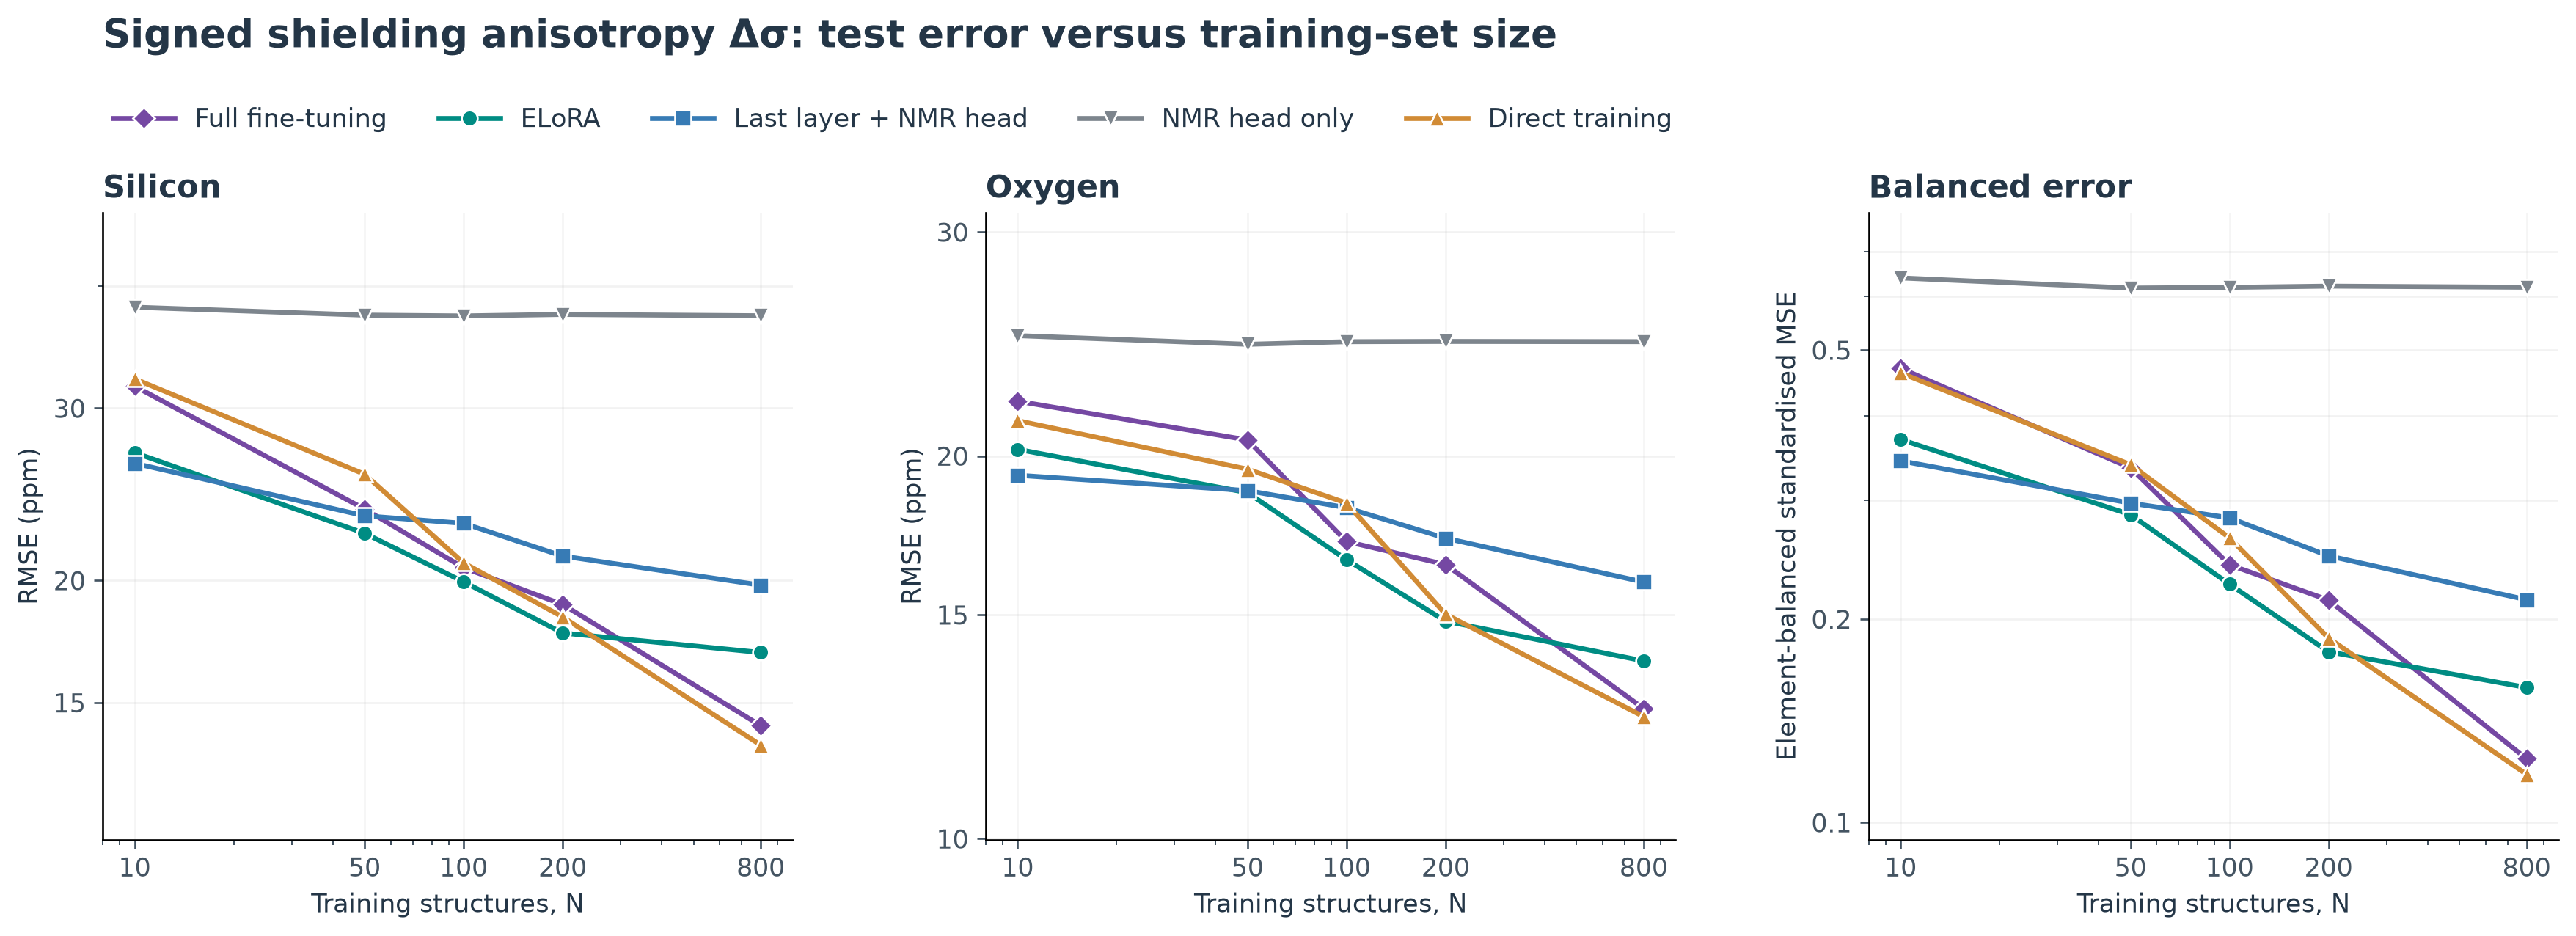 Signed shielding anisotropy Δσ: test error versus training-set size
Full fine-tuning ELoRA Last layer + NMR head NMR head only Direct training
Silicon
RMSE (ppm)
30
20
15
10 50 100 200 800
Training structures, N
Oxygen
RMSE (ppm)
30
20
15
10
10 50 100 200 800
Training structures, N
Balanced error
Element-balanced standardised MSE
0.5
0.2
0.1
10 50 100 200 800
Training structures, N